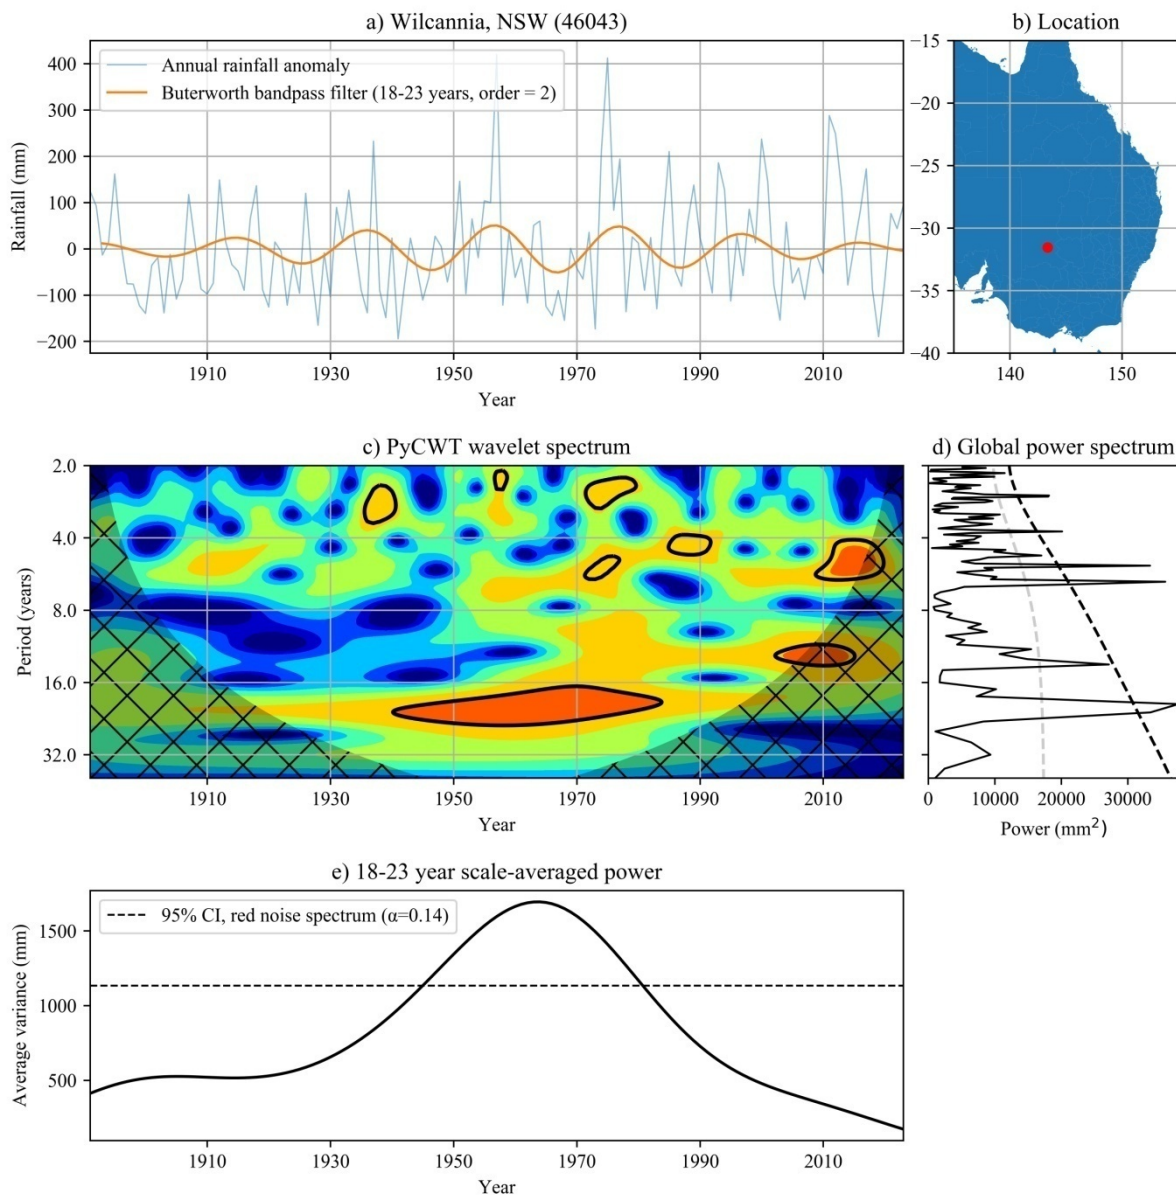 a) Wilcannia, NSW (46043)
Annual rainfall anomaly
Buterworth bandpass filter (18-23 years, order = 2)
400
300
200
100
0
−100
−200
Rainfall (mm)
1910 1930 1950 1970 1990 2010
Year
b) Location
−15
−20
−25
−30
−35
−40
140 150
c) PyCWT wavelet spectrum
2.0
4.0
8.0
16.0
32.0
Period (years)
1910 1930 1950 1970 1990 2010
Year
d) Global power spectrum
0 10000 20000 30000
Power (mm²)
e) 18-23 year scale-averaged power
95% CI, red noise spectrum (α=0.14)
1500
1000
500
Average variance (mm)
1910 1930 1950 1970 1990 2010
Year